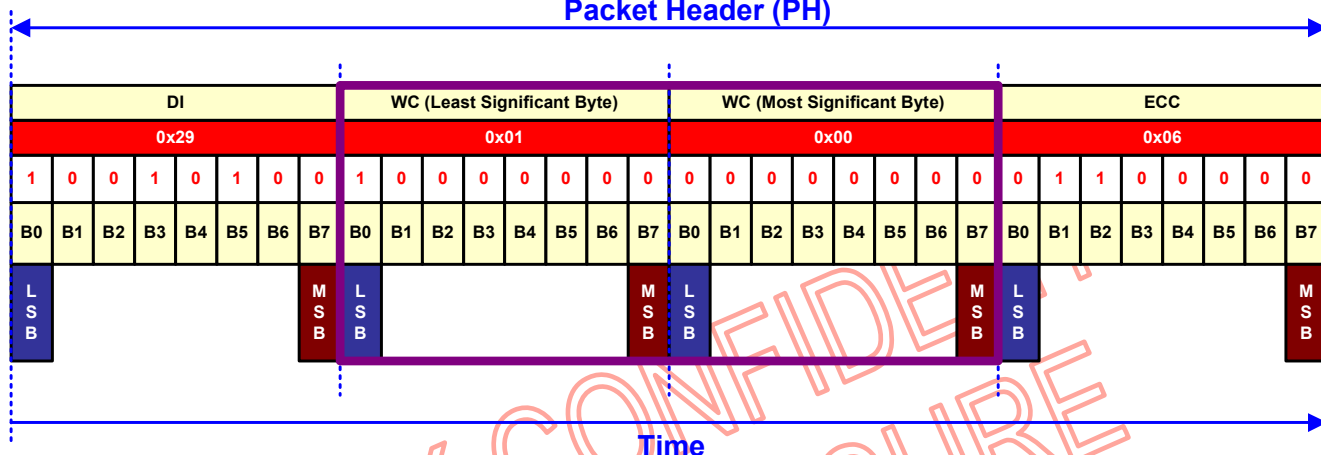 Packet Header (PH)
DI WC (Least Significant Byte) WC (Most Significant Byte) ECC
0x29 0x01 0x00 0x06
1 0 0 1 0 1 0 0 1 0 0 0 0 0 0 0 0 0 0 0 0 0 0 0 0 1 1 0 0 0 0 0
B0 B1 B2 B3 B4 B5 B6 B7 B0 B1 B2 B3 B4 B5 B6 B7 B0 B1 B2 B3 B4 B5 B6 B7 B0 B1 B2 B3 B4 B5 B6 B7
L M L M L M L M
S S S S S S S S
B B B B B B B B
Time